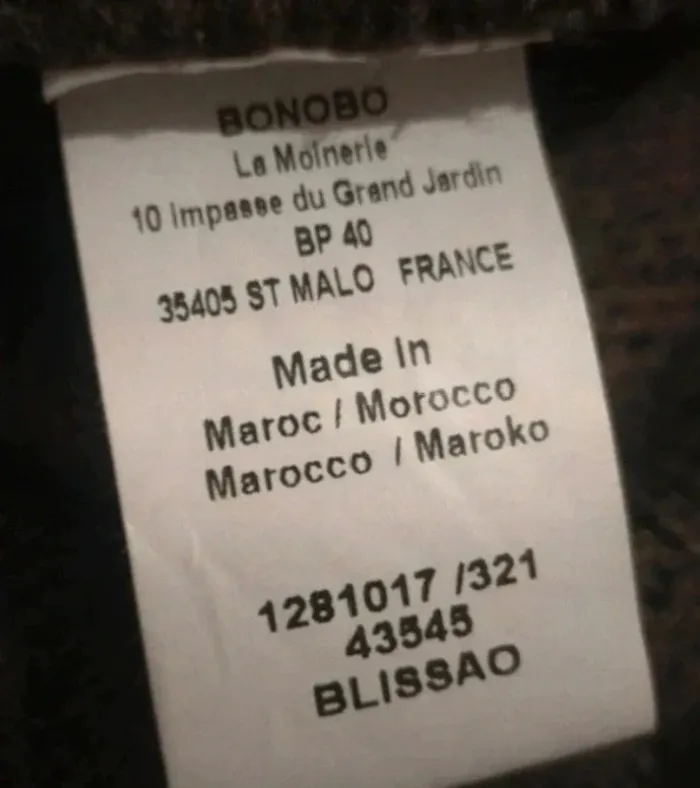 BONOBO
La Moinerie
10 Impasse du Grand Jardin
BP 40
35405 ST MALO FRANCE
Made In
Maroc / Morocco
Marocco / Maroko
1281017 /321
43545
BLISSAO